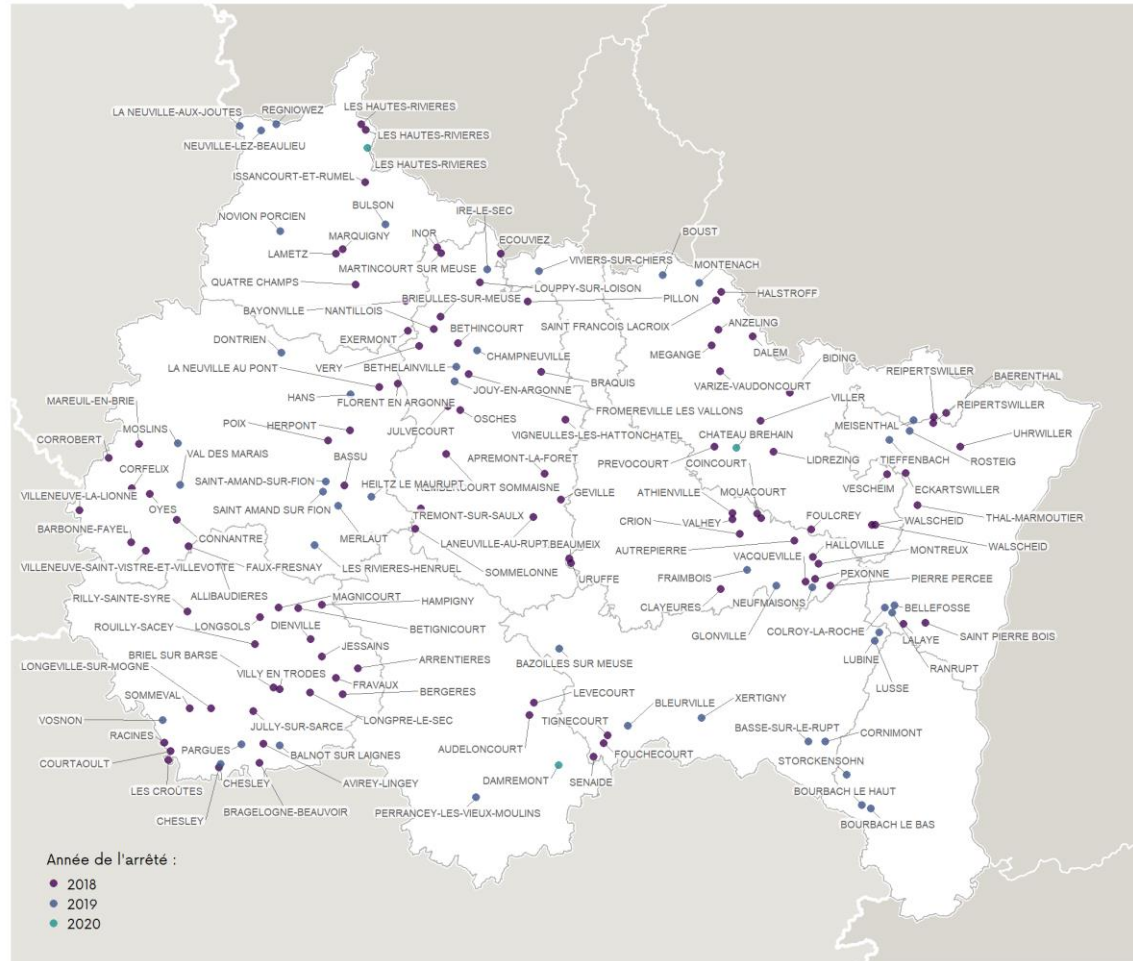 LA NEUVILLE-AUX-JOUTES
REGNIOWEZ
LES HAUTES-RIVIERES
LES HAUTES-RIVIERES
NEUVILLE-LEZ-BEAULIEU
LES HAUTES-RIVIERES
ISSANCOURT-ET-RUMEL
BULSON
NOVION PORCIEN
IRE-LE-SEC
MARQUIGNY
INOR
ECOUVIEZ
BOUST
LAMETZ
VIVIERS-SUR-CHIERS
MONTENACH
MARTINCOURT SUR MEUSE
QUATRE CHAMPS
LOUPPY-SUR-LOISON
HALSTROFF
BRIEULLES-SUR-MEUSE
PILLON
BAYONVILLE
NANTILLOIS
BETHINCOURT
SAINT FRANCOIS LACROIX
ANZELING
DONTRIEN
EXERMONT
MEGANGE
DALEM
VERY
CHAMPNEUVILLE
BIDING
LA NEUVILLE AU PONT
BETHELAINVILLE
REIPERTSWILLER
BAERENTHAL
JOUY-EN-ARGONNE
BRAQUIS
VARIZE-VAUDONCOURT
MAREUIL-EN-BRIE
HANS
VILLER
REIPERTSWILLER
FLORENT EN ARGONNE
FROMEREVILLE LES VALLONS
MOSLINS
OSCHES
MEISENTHAL
POIX
HERPONT
JULVECOURT
VIGNEULLES-LES-HATTONCHATEL
UHRWILLER
CORROBERT
CHATEAU BREHAIN
ROSTEIG
VAL DES MARAIS
BASSU
APREMONT-LA-FORET
PREVOCOURT
LIDREZING
TIEFFENBACH
CORFELIX
COINCOURT
VESCHEIM
SAINT-AMAND-SUR-FION
HEILTZ LE MAURUPT
SOMMAISNE
GEVILLE
ECKARTSWILLER
VILLENEUVE-LA-LIONNE
ATHIENVILLE
MOUACOURT
OYES
SAINT AMAND SUR FION
TREMONT-SUR-SAULX
FOULCREY
THAL-MARMOUTIER
BARBONNE-FAYEL
CRION
VALHEY
WALSCHEID
CONNANTRE
MERLAUT
LANEUVILLE-AU-RUPT
BEAUMEIX
HALLOVILLE
WALSCHEID
AUTREPIERRE
MONTREUX
VACQUEVILLE
VILLENEUVE-SAINT-VISTRE-ET-VILLEVOTTE
FAUX-FRESNAY
LES RIVIERES-HENRUEL
SOMMELONNE
URUFFE
FRAIMBOIS
PEXONNE
PIERRE PERCEE
ALLIBAUDIERES
MAGNICOURT
HAMPIGNY
RILLY-SAINTE-SYRE
CLAYEURES
NEUFMAISONS
BELLEFOSSE
LONGSOLS
BETIGNICOURT
GLONVILLE
DIENVILLE
COLROY-LA-ROCHE
LALAYE
SAINT PIERRE BOIS
ROUILLY-SACEY
JESSAINS
LUBINE
BRIEL SUR BARSE
ARRENTIERES
BAZOILLES SUR MEUSE
RANRUPT
LONGEVILLE-SUR-MOGNE
VILLY EN TRODES
FRAVAUX
LUSSE
SOMMEVAL
BERGERES
LEVECOURT
BLEURVILLE
XERTIGNY
VOSNON
LONGPRE-LE-SEC
TIGNECOURT
JULLY-SUR-SARCE
BASSE-SUR-LE-RUPT
CORNIMONT
RACINES
PARGUES
AUDELONCOURT
BALNOT SUR LAIGNES
FOUCHECOURT
COURTAOULT
STORCKENSOHN
AVIREY-LINGEY
DAMREMONT
SENAIDE
CHESLEY
LES CROÛTES
BOURBACH LE HAUT
PERRANCEY-LES-VIEUX-MOULINS
BRAGELOGNE-BEAUVOIR
CHESLEY
BOURBACH LE BAS
Année de l'arrêté :
2018
2019
2020